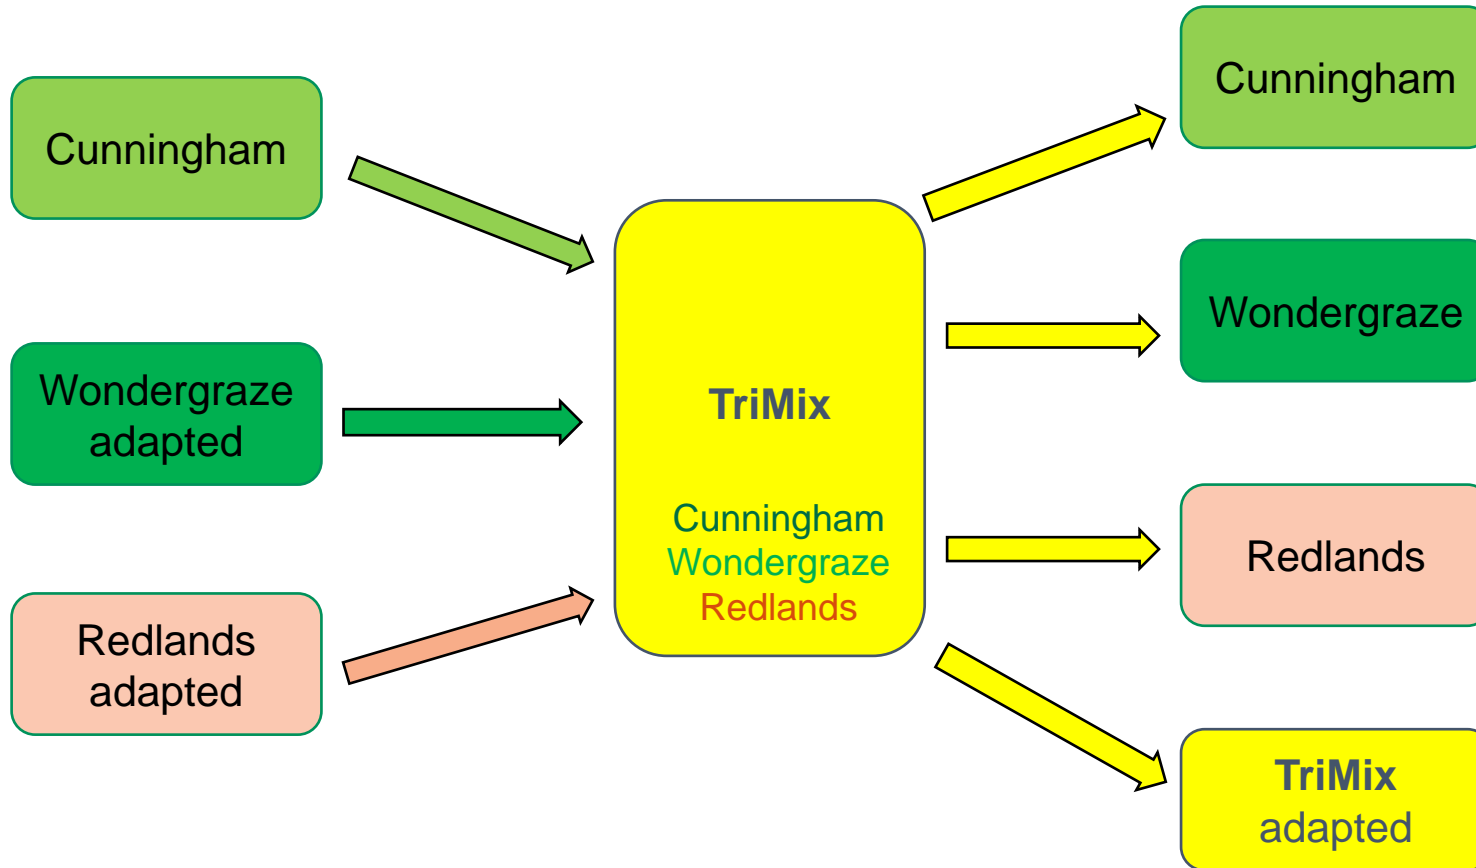 Cunningham
Wondergraze
adapted
Redlands
adapted
TriMix
Cunningham
Wondergraze
Redlands
Cunningham
Wondergraze
Redlands
TriMix
adapted